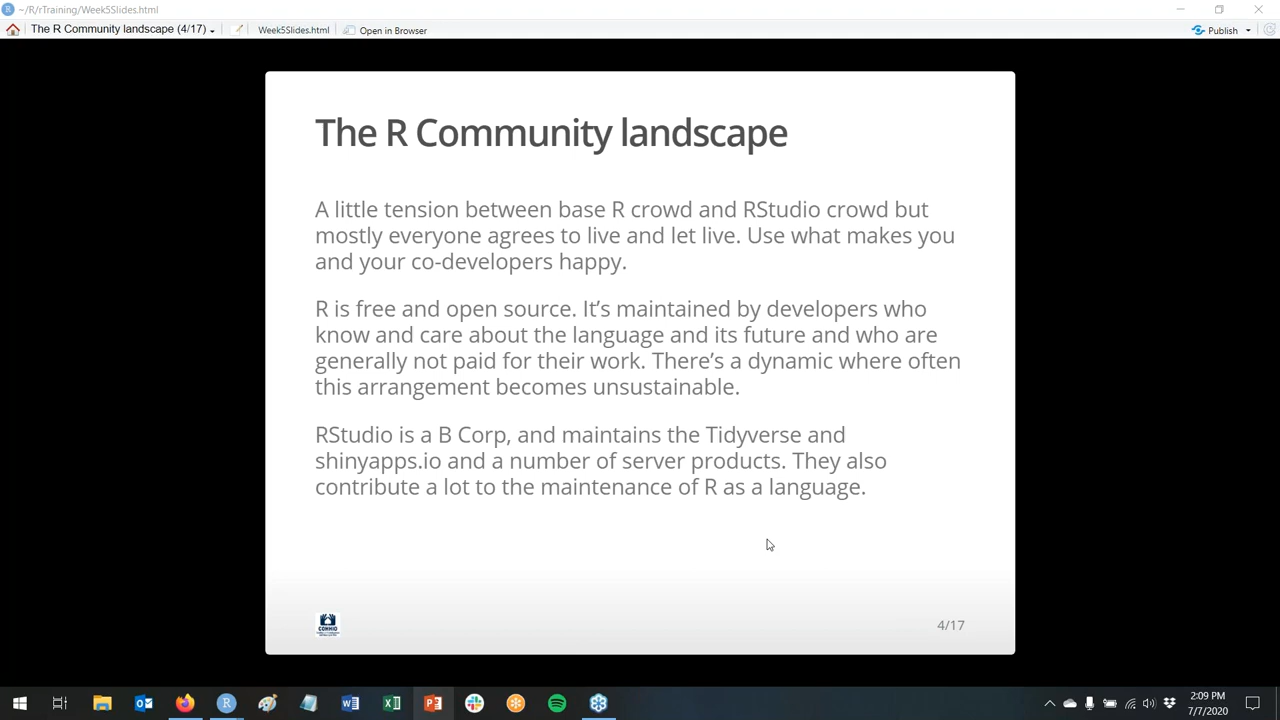 ~/R/rTraining/Week5Slides.html
The R Community landscape (4/17)
Week5Slides.html
Open in Browser
Publish
The R Community landscape
A little tension between base R crowd and RStudio crowd but
mostly everyone agrees to live and let live. Use what makes you
and your co-developers happy.
R is free and open source. It’s maintained by developers who
know and care about the language and its future and who are
generally not paid for their work. There’s a dynamic where often
this arrangement becomes unsustainable.
RStudio is a B Corp, and maintains the Tidyverse and
shinyapps.io and a number of server products. They also
contribute a lot to the maintenance of R as a language.
4/17
2:09 PM
7/7/2020